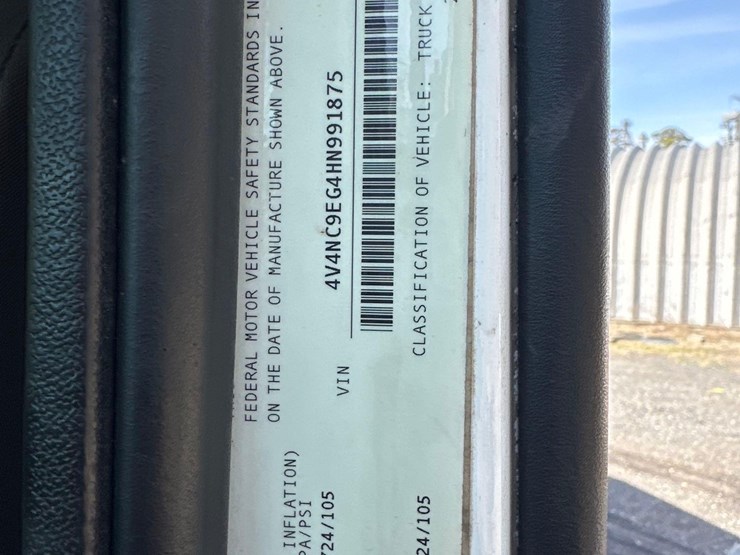 FEDERAL MOTOR VEHICLE SAFETY STANDARDS IN
ON THE DATE OF MANUFACTURE SHOWN ABOVE.
INFLATION)
PA/PSI
724/105
VIN 4V4NC9EG4HN991875
CLASSIFICATION OF VEHICLE: TRUCK
24/105